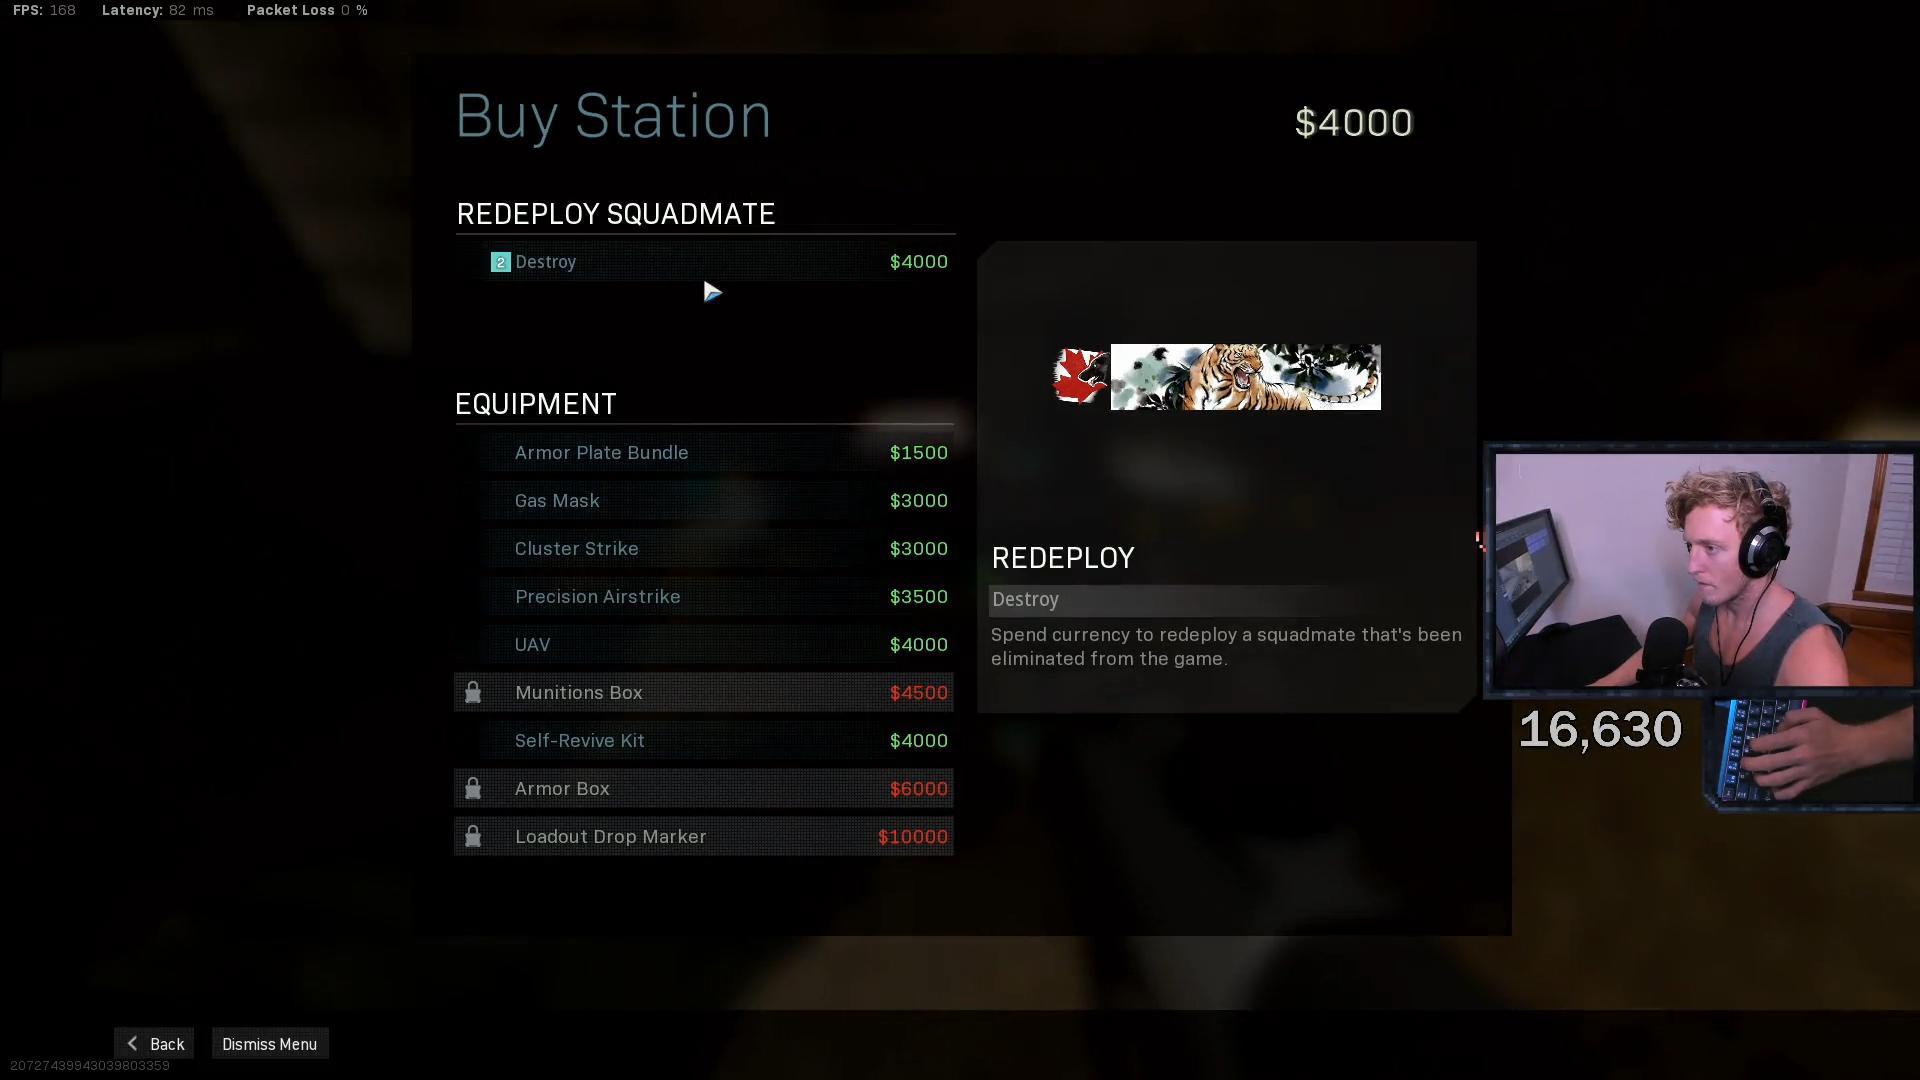 FPS: 168 Latency: 82 ms Packet Loss 0 %
Buy Station
$4000
REDEPLOY SQUADMATE
2 Destroy $4000
EQUIPMENT
Armor Plate Bundle $1500
Gas Mask $3000
Cluster Strike $3000
Precision Airstrike $3500
UAV $4000
Munitions Box $4500
Self-Revive Kit $4000
Armor Box $6000
Loadout Drop Marker $10000
REDEPLOY
Destroy
Spend currency to redeploy a squadmate that's been
eliminated from the game.
16,630
Back Dismiss Menu
20727439943039803359